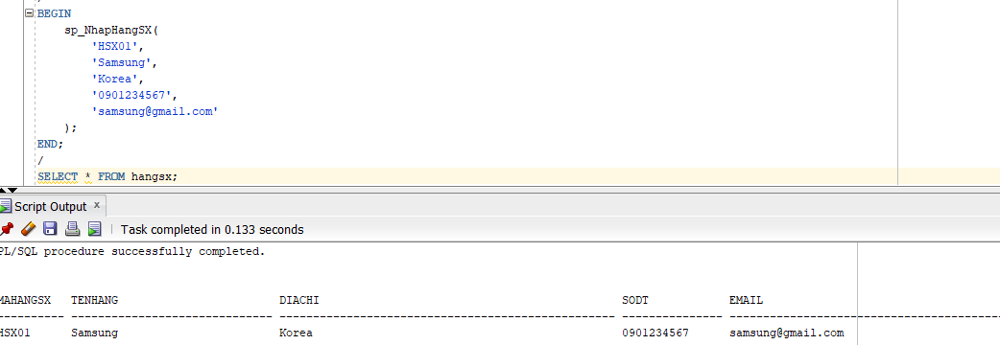 BEGIN
sp_NhapHangSX(
'HSX01',
'Samsung',
'Korea',
'0901234567',
'samsung@gmail.com'
);
END;
/
SELECT * FROM hangsx;
Script Output x
Task completed in 0.133 seconds
PL/SQL procedure successfully completed.
MAHANGSX TENHANG DIACHI SODT EMAIL
HSX01 Samsung Korea 0901234567 samsung@gmail.com